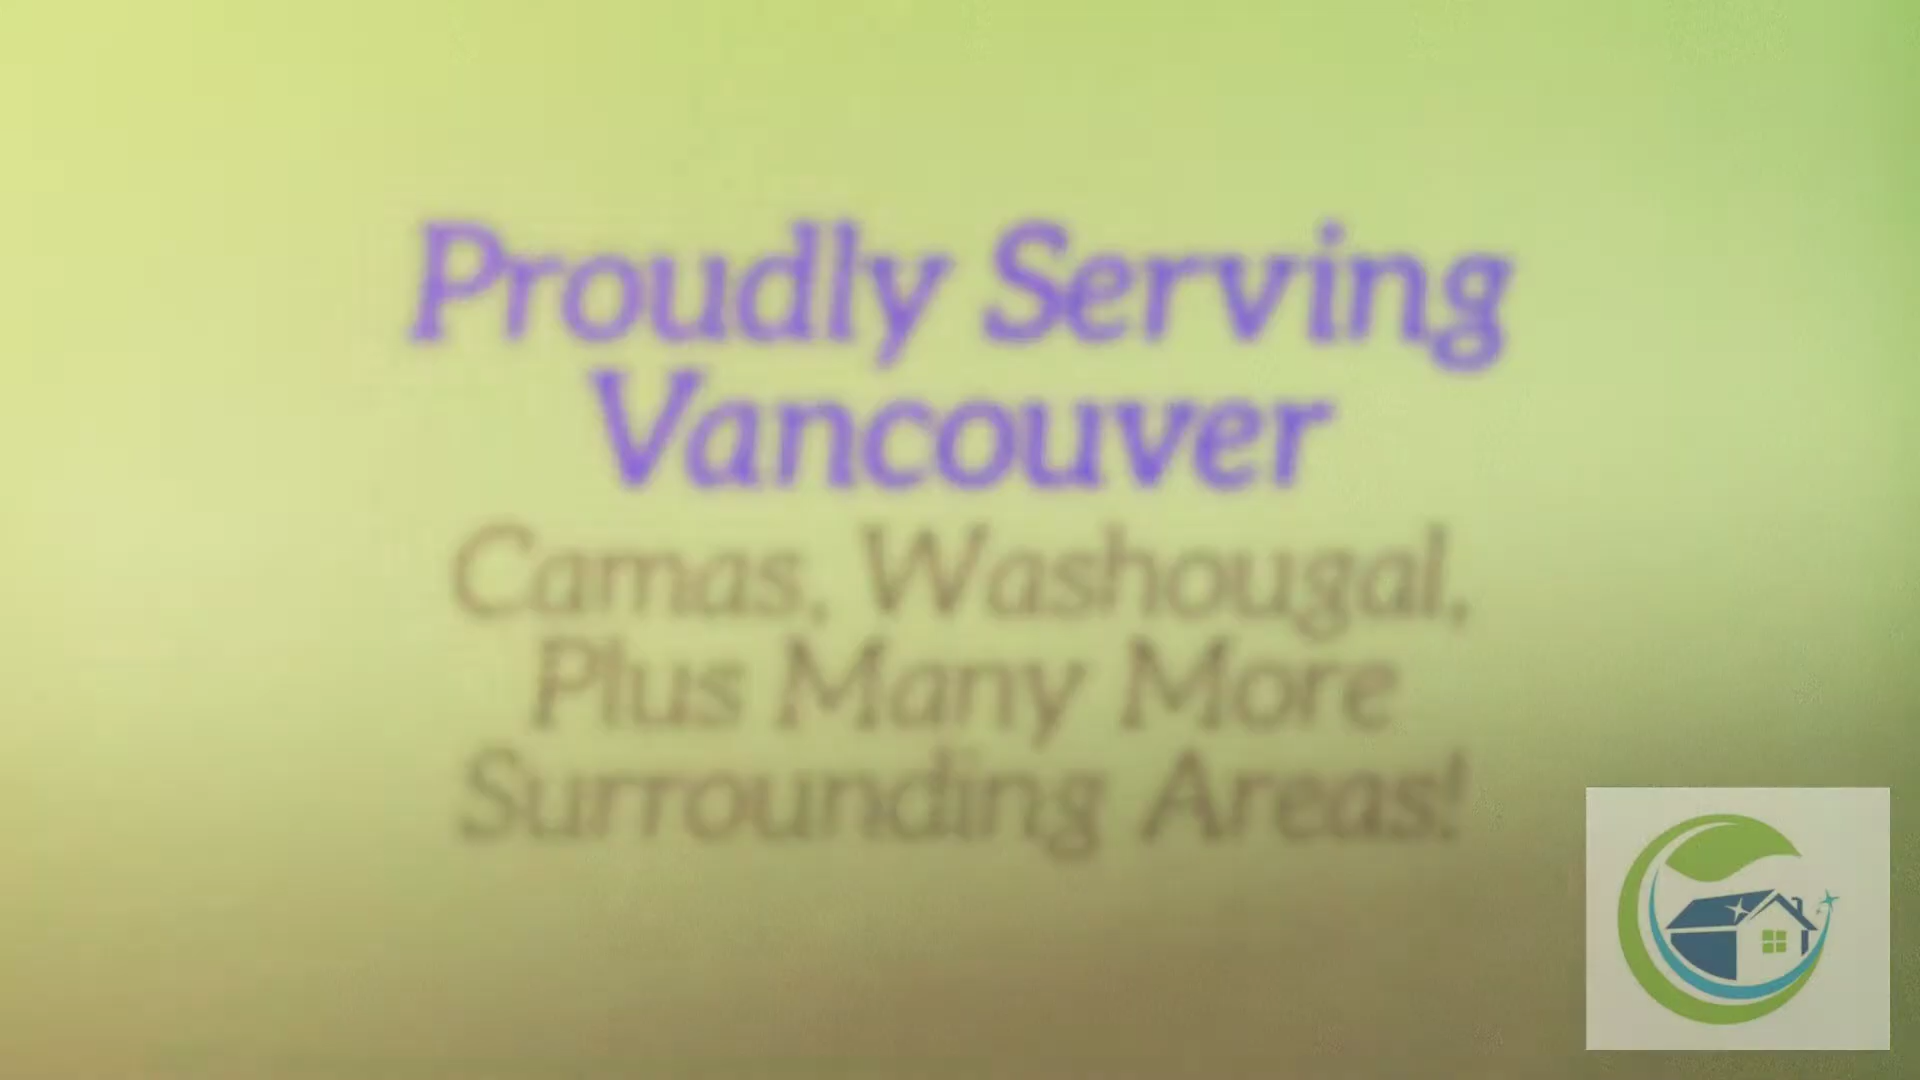 Proudly Serving
Vancouver
Camas, Washougal,
Plus Many More
Surrounding Areas!